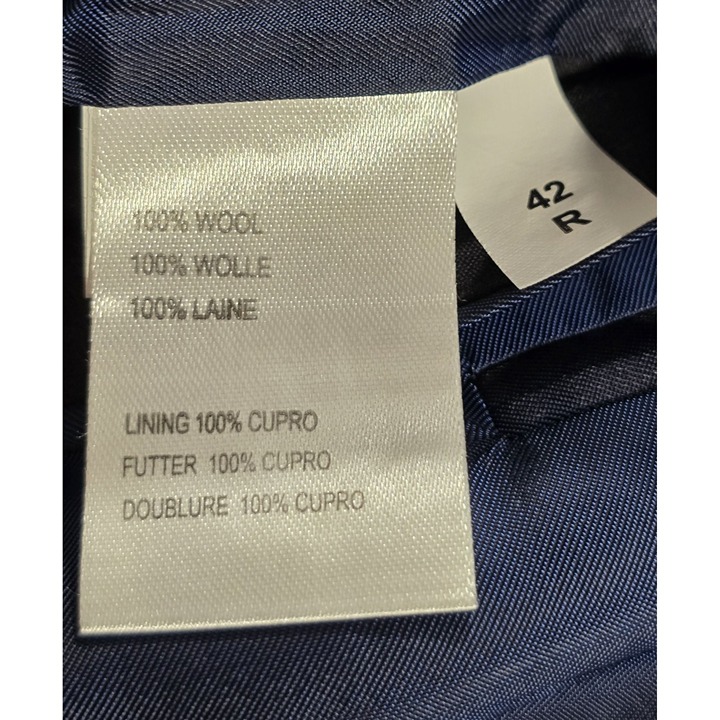 100% WOOL
100% WOLLE
100% LAINE
LINING 100% CUPRO
FUTTER 100% CUPRO
DOUBLURE 100% CUPRO
42
R